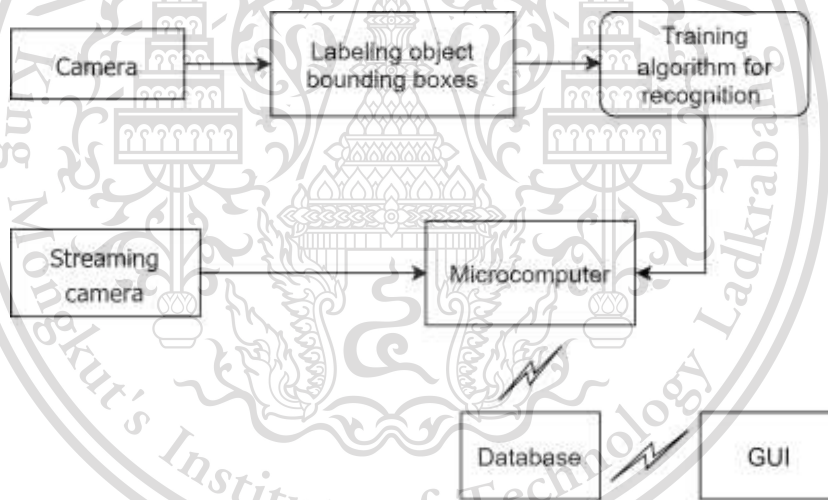 Camera
Labeling object
bounding boxes
Training
algorithm for
recognition
Streaming
camera
Microcomputer
Database
GUI
Mongkut's Institute of Technology Ladkrabang